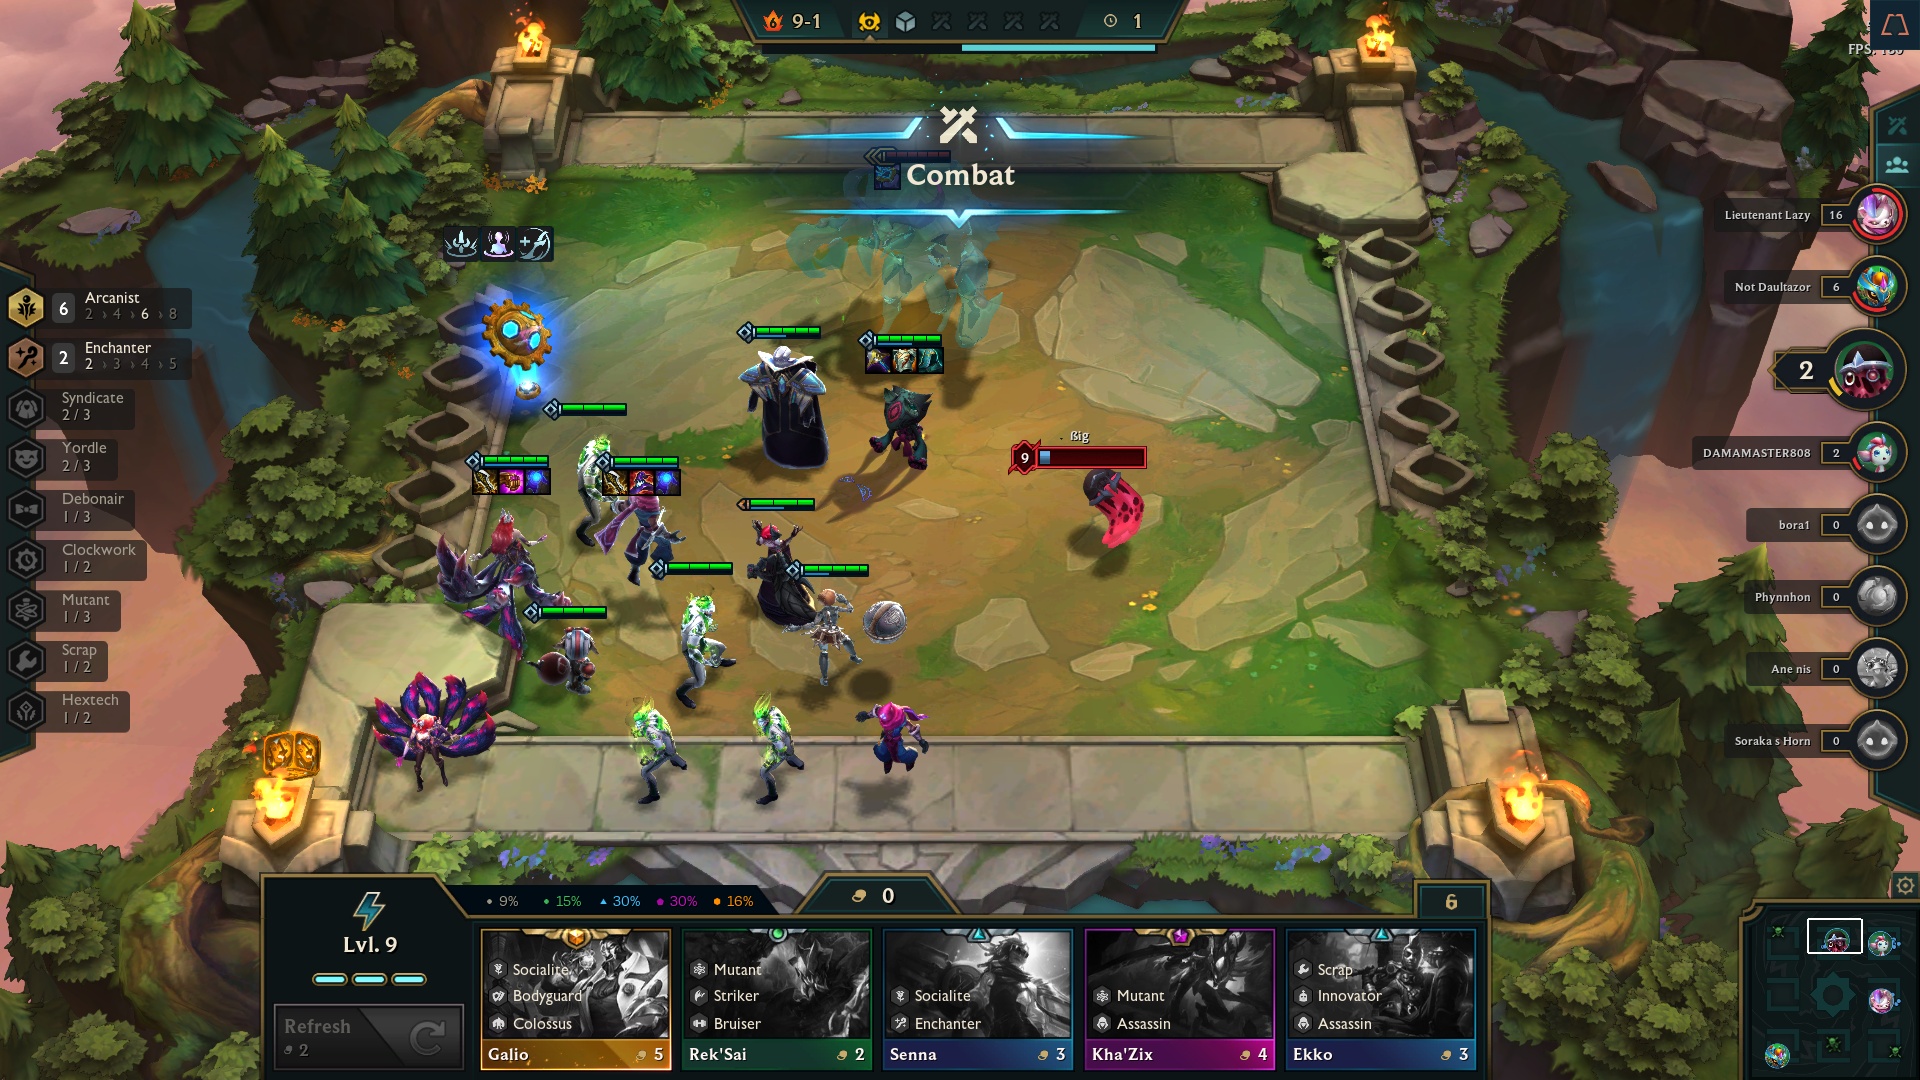 9-1
1
FPS:
Combat
Lieutenant Lazy 16
Not Daultazor 6
2
DAMAMASTER808 2
bora1 0
Phynnhon 0
Ane nis 0
Soraka s Horn 0
6 Arcanist
2 › 4 › 6 › 8
2 Enchanter
2 › 3 › 4 › 5
Syndicate
2 / 3
Yordle
2 / 3
Debonair
1 / 3
Clockwork
1 / 2
Mutant
1 / 3
Scrap
1 / 2
Hextech
1 / 2
ßig
9
9% 15% 30% 30% 16%
0
6
Lvl. 9
Refresh
2
Socialite
Bodyguard
Colossus
Galio 5
Mutant
Striker
Bruiser
Rek'Sai 2
Socialite
Enchanter
Senna 3
Mutant
Assassin
Kha'Zix 4
Scrap
Innovator
Assassin
Ekko 3